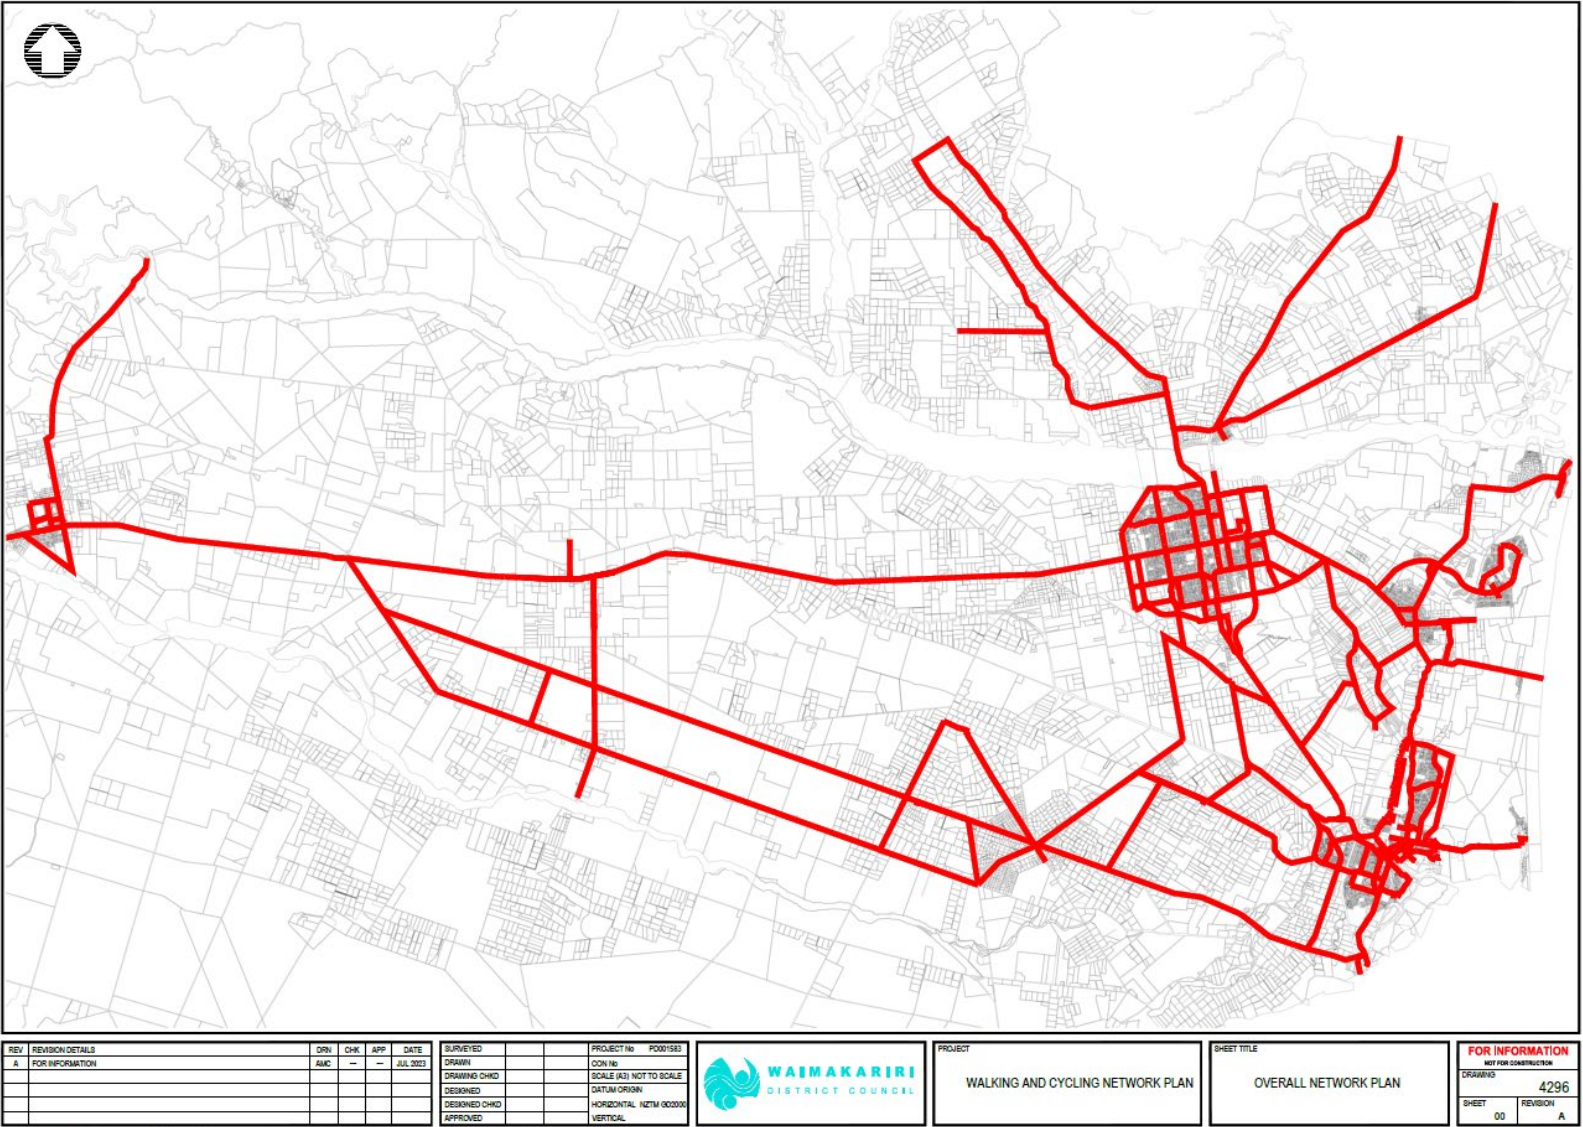 REV REVISION DETAILS DRN CHK APP DATE
A FOR INFORMATION AMC -- -- JUL 2023
SURVEYED
DRAWN
DRAWING CHKD
DESIGNED
DESIGNED CHKD
APPROVED
PROJECT No PD001583
CON No
SCALE (A3) NOT TO SCALE
DATUM ORIGIN
HORIZONTAL NZTM GD2000
VERTICAL
WAIMAKARIRI
DISTRICT COUNCIL
PROJECT
WALKING AND CYCLING NETWORK PLAN
SHEET TITLE
OVERALL NETWORK PLAN
FOR INFORMATION
NOT FOR CONSTRUCTION
DRAWING
4296
SHEET REVISION
00 A